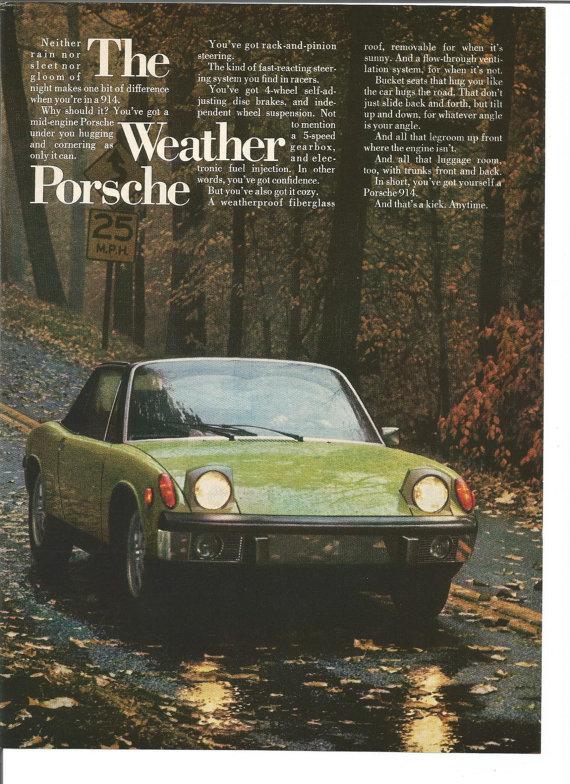 The
Weather
Porsche
Neither
rain nor
sleet nor
gloom of
night makes one bit of difference
when you're in a 914.
Why should it? You've got a
mid-engine Porsche
under you hugging
and cornering as
only it can.
You've got rack-and-pinion
steering.
The kind of fast-reacting steer-
ing system you find in racers.
You've got 4-wheel self-ad-
justing disc brakes, and inde-
pendent wheel suspension. Not
to mention
a 5-speed
gearbox,
and elec-
tronic fuel injection. In other
words, you've got confidence.
But you've also got it cozy.
A weatherproof fiberglass
roof, removable for when it's
sunny. And a flow-through venti-
lation system, for when it's not.
Bucket seats that hug you like
the car hugs the road. That don't
just slide back and forth, but tilt
up and down, for whatever angle
is your angle.
And all that legroom up front
where the engine isn't.
And all that luggage room,
too, with trunks front and back.
In short, you've got yourself a
Porsche 914.
And that's a kick. Anytime.
25
M.P.H.